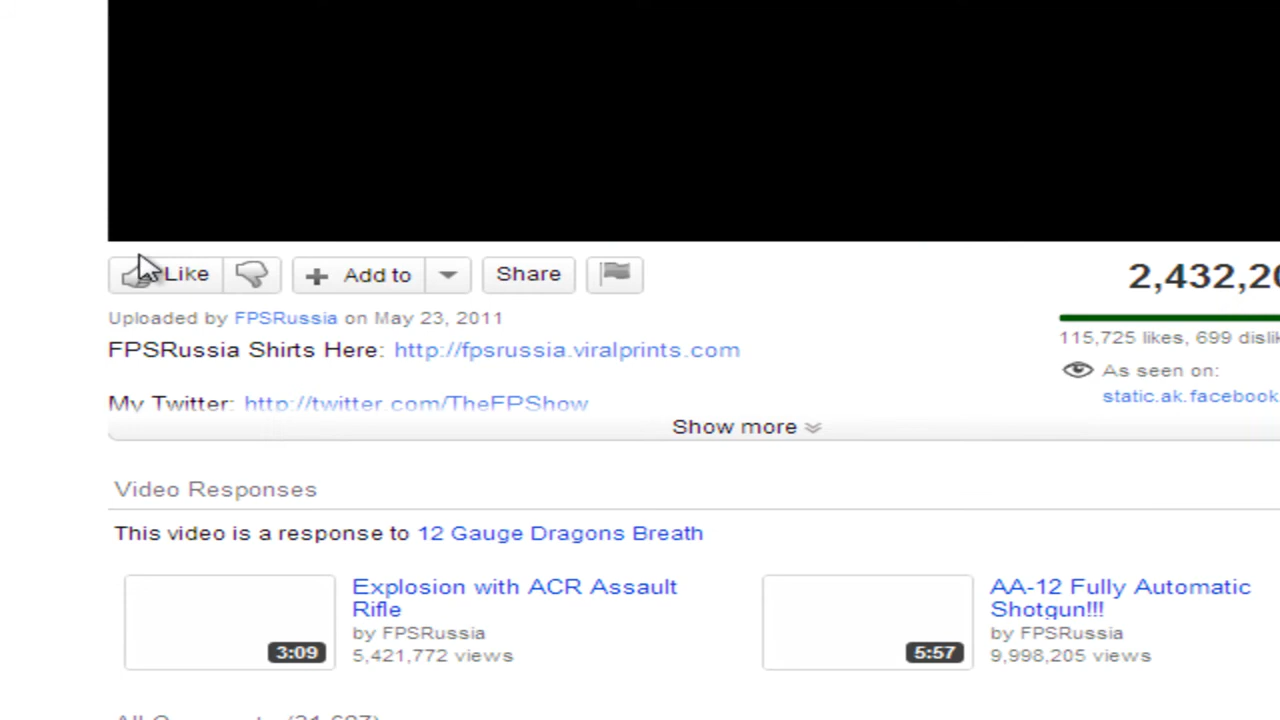 Like Add to Share 2,432,20
Uploaded by FPSRussia on May 23, 2011
115,725 likes, 699 disli
FPSRussia Shirts Here: http://fpsrussia.viralprints.com
As seen on:
static.ak.facebook
My Twitter: http://twitter.com/TheFPShow
Show more
Video Responses
This video is a response to 12 Gauge Dragons Breath
Explosion with ACR Assault
Rifle
by FPSRussia
5,421,772 views
3:09
AA-12 Fully Automatic
Shotgun!!!
by FPSRussia
9,998,205 views
5:57